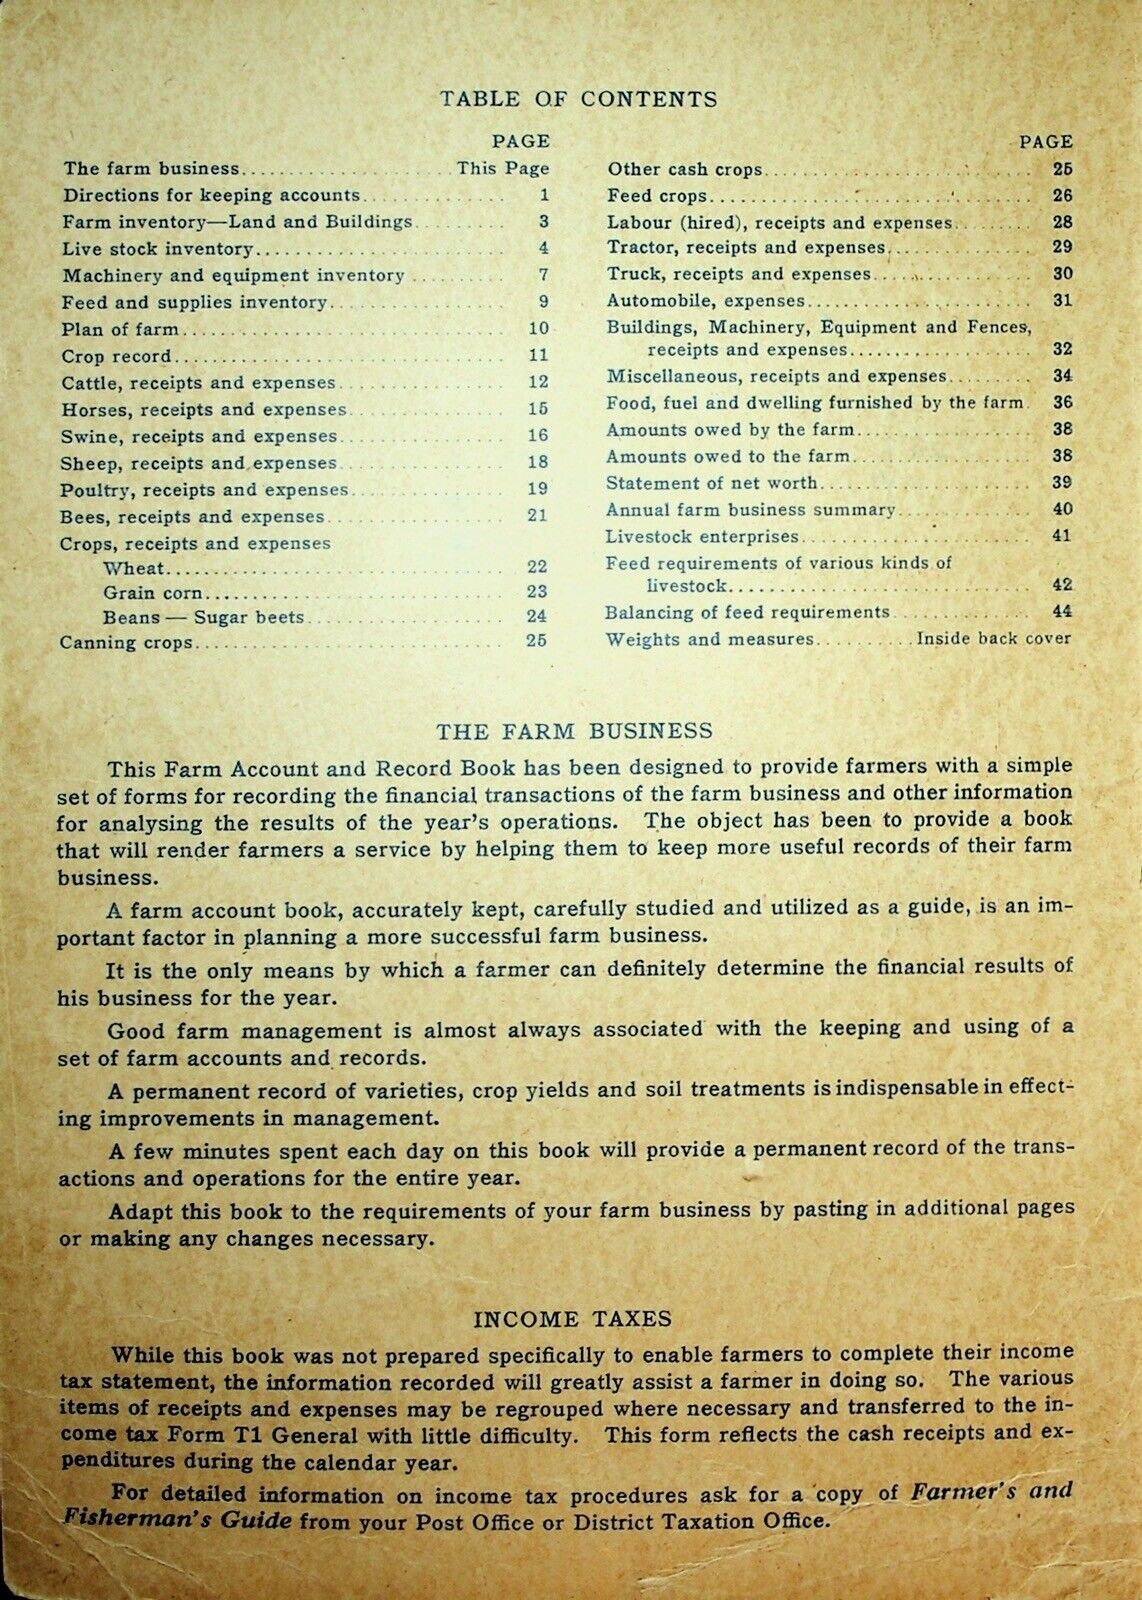 TABLE OF CONTENTS
PAGE
The farm business.................... This Page
Directions for keeping accounts.............. 1
Farm inventory—Land and Buildings......... 3
Live stock inventory........................ 4
Machinery and equipment inventory.......... 7
Feed and supplies inventory................. 9
Plan of farm............................... 10
Crop record................................ 11
Cattle, receipts and expenses................ 12
Horses, receipts and expenses............... 15
Swine, receipts and expenses................ 16
Sheep, receipts and expenses................ 18
Poultry, receipts and expenses............... 19
Bees, receipts and expenses................. 21
Crops, receipts and expenses
Wheat................................ 22
Grain corn............................. 23
Beans — Sugar beets................... 24
Canning crops.............................. 25
PAGE
Other cash crops.......................... 25
Feed crops............................... 26
Labour (hired), receipts and expenses........ 28
Tractor, receipts and expenses.............. 29
Truck, receipts and expenses............... 30
Automobile, expenses...................... 31
Buildings, Machinery, Equipment and Fences,
receipts and expenses.................. 32
Miscellaneous, receipts and expenses......... 34
Food, fuel and dwelling furnished by the farm. 36
Amounts owed by the farm................. 38
Amounts owed to the farm................. 38
Statement of net worth.................... 39
Annual farm business summary............. 40
Livestock enterprises...................... 41
Feed requirements of various kinds of
livestock............................. 42
Balancing of feed requirements............. 44
Weights and measures.......... Inside back cover
THE FARM BUSINESS
This Farm Account and Record Book has been designed to provide farmers with a simple
set of forms for recording the financial transactions of the farm business and other information
for analysing the results of the year's operations. The object has been to provide a book
that will render farmers a service by helping them to keep more useful records of their farm
business.
A farm account book, accurately kept, carefully studied and utilized as a guide, is an im-
portant factor in planning a more successful farm business.
It is the only means by which a farmer can definitely determine the financial results of
his business for the year.
Good farm management is almost always associated with the keeping and using of a
set of farm accounts and records.
A permanent record of varieties, crop yields and soil treatments is indispensable in effect-
ing improvements in management.
A few minutes spent each day on this book will provide a permanent record of the trans-
actions and operations for the entire year.
Adapt this book to the requirements of your farm business by pasting in additional pages
or making any changes necessary.
INCOME TAXES
While this book was not prepared specifically to enable farmers to complete their income
tax statement, the information recorded will greatly assist a farmer in doing so. The various
items of receipts and expenses may be regrouped where necessary and transferred to the in-
come tax Form T1 General with little difficulty. This form reflects the cash receipts and ex-
penditures during the calendar year.
For detailed information on income tax procedures ask for a copy of Farmer's and
Fisherman's Guide from your Post Office or District Taxation Office.